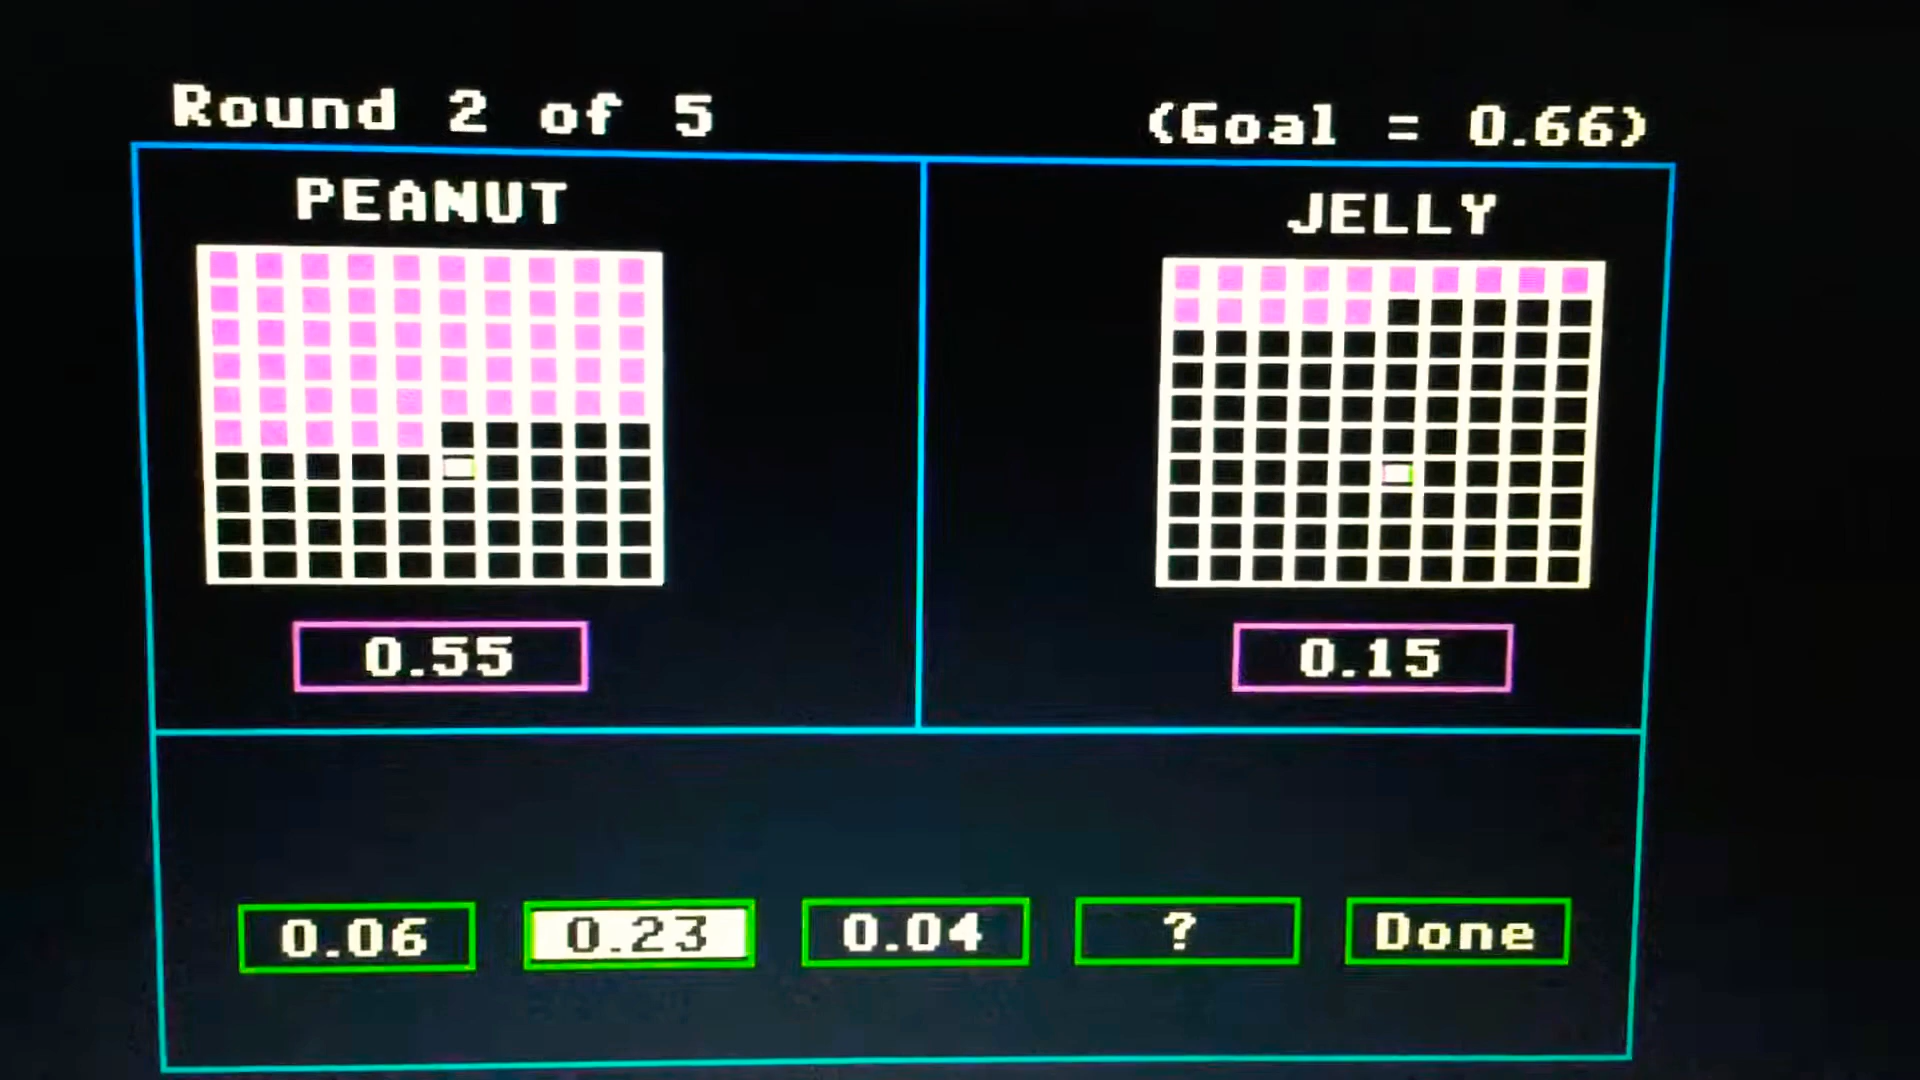 Round 2 of 5
(Goal = 0.66)
PEANUT
JELLY
0.55
0.15
0.06
0.23
0.04
?
Done